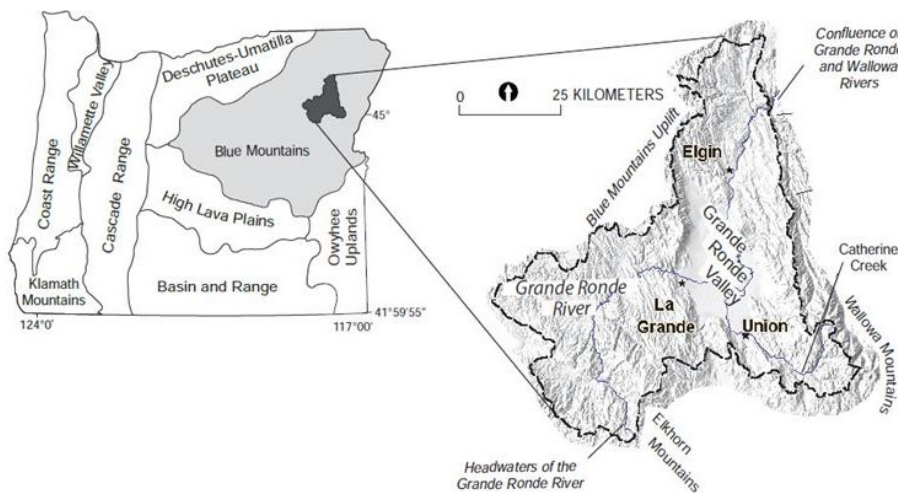 Coast Range
Willamette Valley
Cascade Range
Klamath
Mountains
Deschutes-Umatilla
Plateau
Blue Mountains
High Lava Plains
Basin and Range
Owyhee
Uplands
45°
124°0'
117°00'
41°59'55"
0
25 KILOMETERS
Confluence of
Grande Ronde
and Wallowa
Rivers
Blue Mountains Uplift
Elgin
Grande
Ronde
Valley
Catherine
Creek
Grande Ronde
River
La
Grande
Union
Wallowa Mountains
Elkhorn
Mountains
Headwaters of the
Grande Ronde River